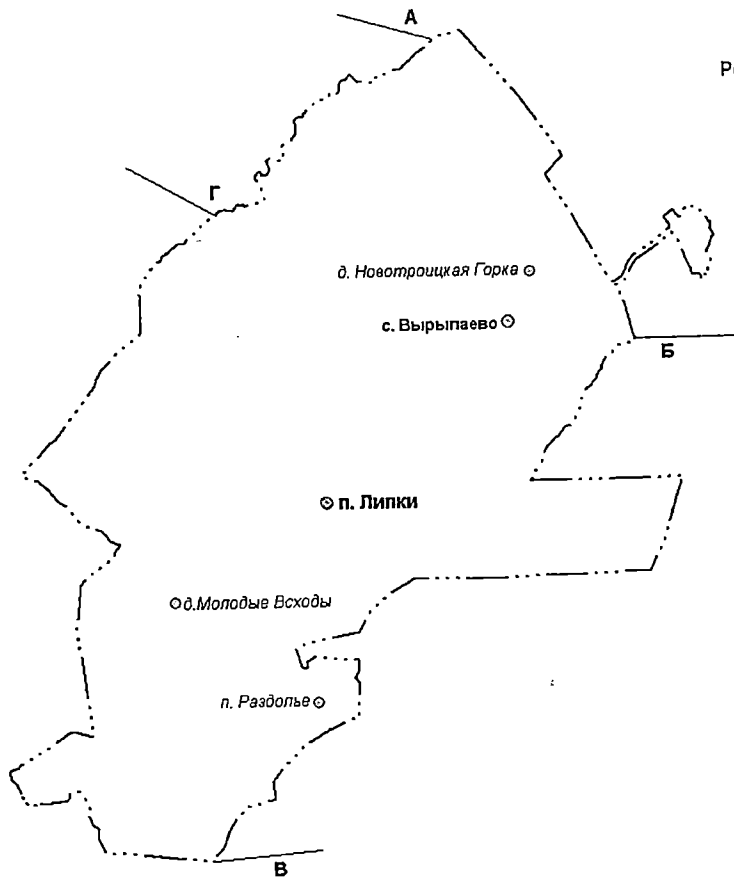 А
Г
д. Новотроицкая Горка
с. Вырыпаево
Б
п. Липки
д.Молодые Всходы
п. Раздолье
В